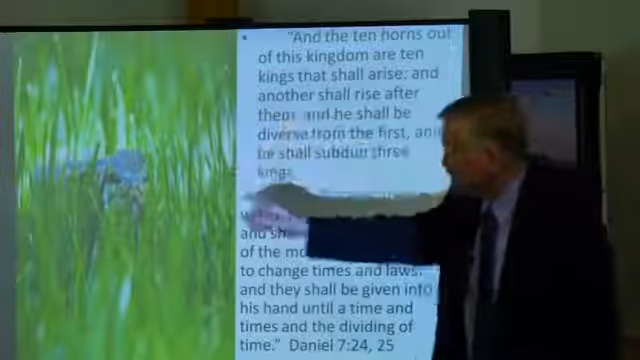 • "And the ten horns out
of this kingdom are ten
kings that shall arise: and
another shall rise after
them and he shall be
diverse from the first, and
he shall subdue three
kings
and
of the
to change times and laws:
and they shall be given into
his hand until a time and
times and the dividing of
time." Daniel 7:24, 25